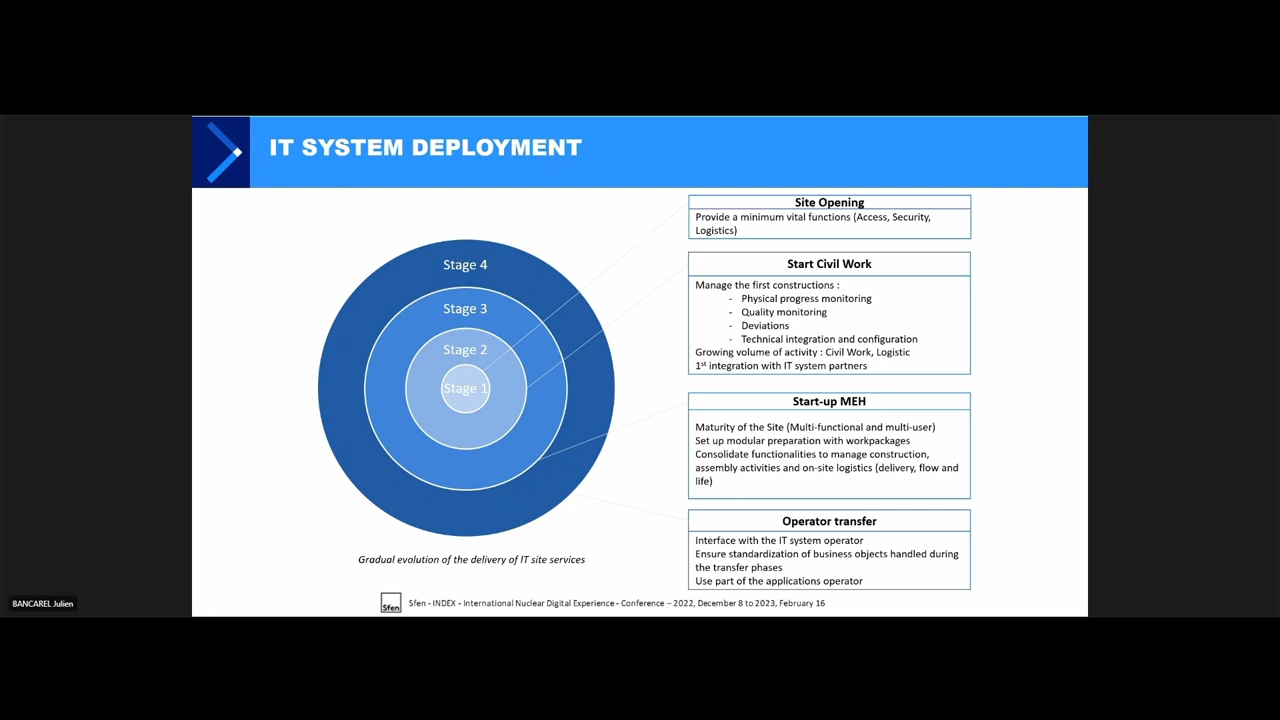 IT SYSTEM DEPLOYMENT
Stage 4
Stage 3
Stage 2
Stage 1
Gradual evolution of the delivery of IT site services
Site Opening
Provide a minimum vital functions (Access, Security,
Logistics)
Start Civil Work
Manage the first constructions :
- Physical progress monitoring
- Quality monitoring
- Deviations
- Technical integration and configuration
Growing volume of activity : Civil Work, Logistic
1st integration with IT system partners
Start-up MEH
Maturity of the Site (Multi-functional and multi-user)
Set up modular preparation with workpackages
Consolidate functionalities to manage construction,
assembly activities and on-site logistics (delivery, flow and
life)
Operator transfer
Interface with the IT system operator
Ensure standardization of business objects handled during
the transfer phases
Use part of the applications operator
Sfen
Sfen - INDEX - International Nuclear Digital Experience - Conference – 2022, December 8 to 2023, February 16
BANCAREL Julien